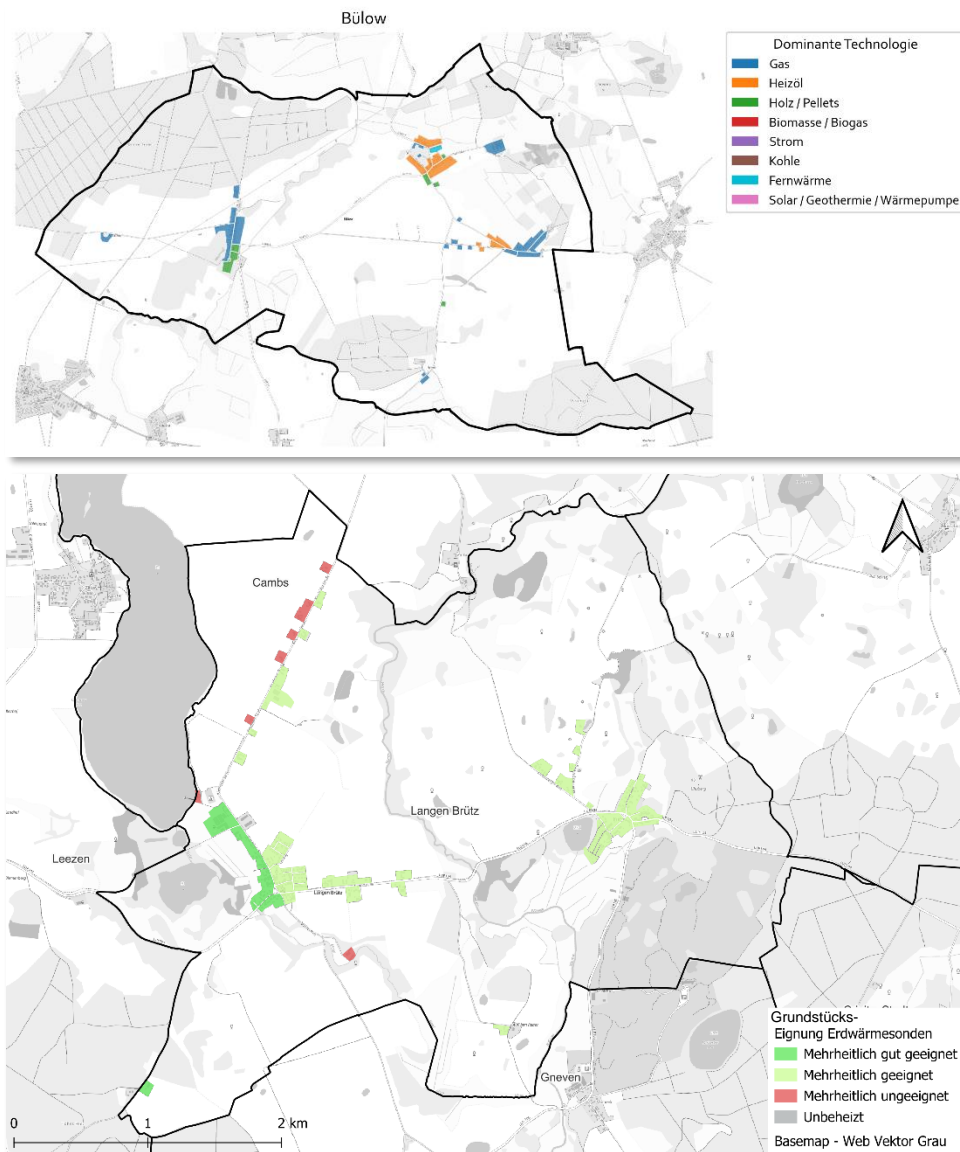 Bülow
Dominante Technologie
Gas
Heizöl
Holz / Pellets
Biomasse / Biogas
Strom
Kohle
Fernwärme
Solar / Geothermie / Wärmepumpe
Cambs
Langen Brütz
Leezen
Langen Brütz
Gneven
Grundstücks-
Eignung Erdwärmesonden
Mehrheitlich gut geeignet
Mehrheitlich geeignet
Mehrheitlich ungeeignet
Unbeheizt
0 1 2 km
Basemap - Web Vektor Grau